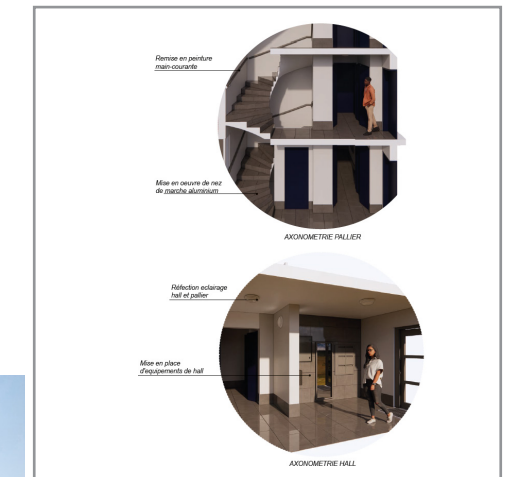 Remise en peinture
main-courante
Mise en oeuvre de nez
de marche aluminium
AXONOMETRIE PALLIER
Réfection eclairage
hall et pallier
Mise en place
d'equipements de hall
AXONOMETRIE HALL